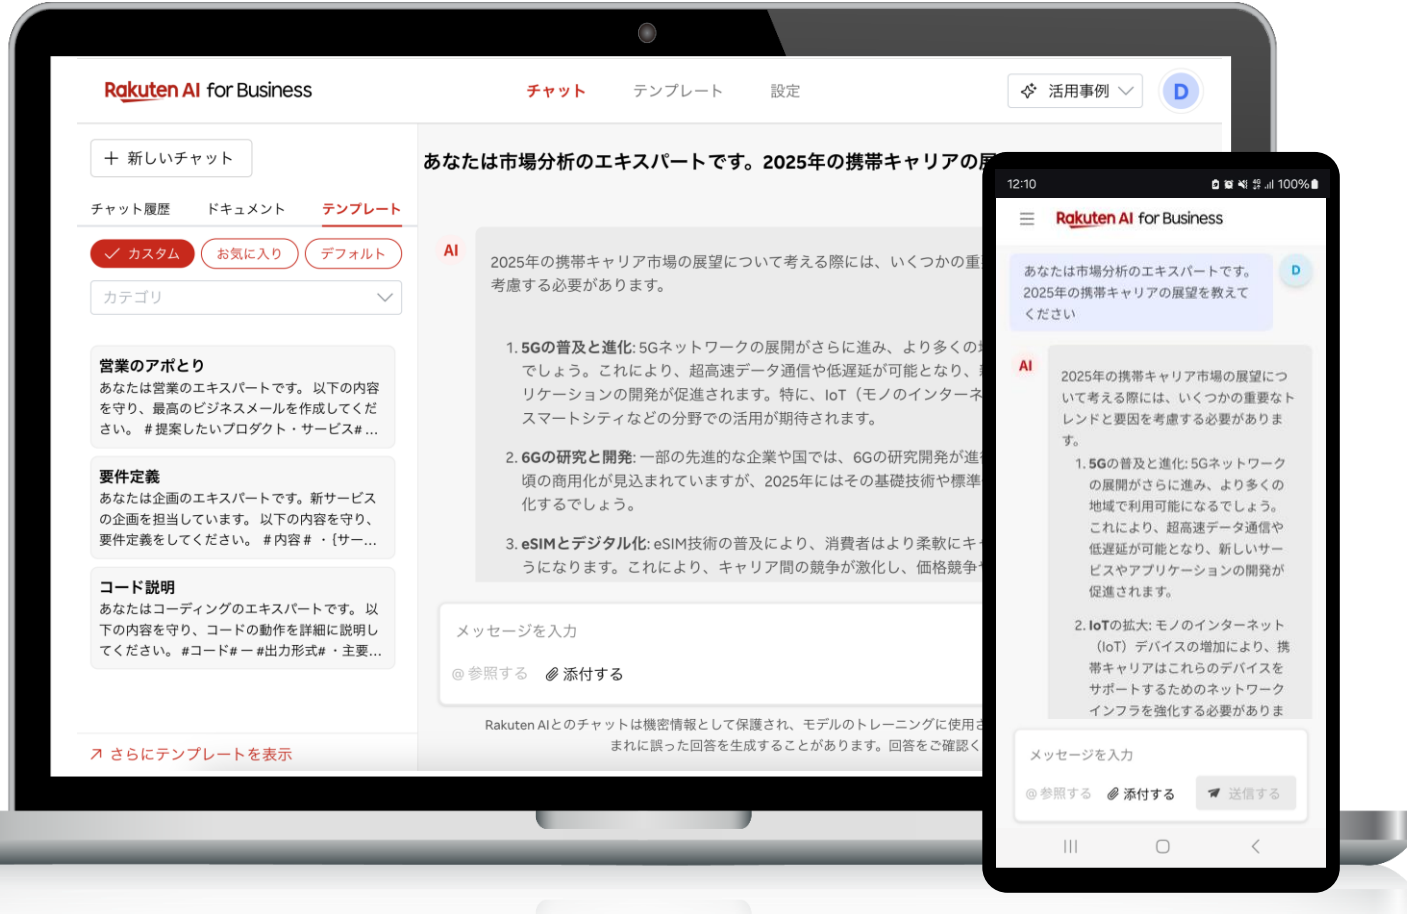 Rakuten AI for Business
チャット
テンプレート
設定
活用事例
D
+ 新しいチャット
チャット履歴
ドキュメント
テンプレート
カスタム
お気に入り
デフォルト
カテゴリ
営業のアポとり
あなたは営業のエキスパートです。 以下の内容
を守り、最高のビジネスメールを作成してくだ
さい。 #提案したいプロダクト・サービス# ...
要件定義
あなたは企画のエキスパートです。新サービス
の企画を担当しています。 以下の内容を守り、
要件定義をしてください。 #内容# ・{サー...
コード説明
あなたはコーディングのエキスパートです。 以
下の内容を守り、コードの動作を詳細に説明し
てください。 #コード# ー #出力形式# ・主要...
さらにテンプレートを表示
あなたは市場分析のエキスパートです。2025年の携帯キャリアの
AI
2025年の携帯キャリア市場の展望について考える際には、いくつかの重
考慮する必要があります。
1. 5Gの普及と進化: 5Gネットワークの展開がさらに進み、より多くの
でしょう。これにより、超高速データ通信や低遅延が可能となり、
リケーションの開発が促進されます。特に、IoT（モノのインターネ
スマートシティなどの分野での活用が期待されます。
2. 6Gの研究と開発: 一部の先進的な企業や国では、6Gの研究開発が進
頃の商用化が見込まれていますが、2025年にはその基礎技術や標準
化するでしょう。
3. eSIMとデジタル化: eSIM技術の普及により、消費者はより柔軟にキ
うになります。これにより、キャリア間の競争が激化し、価格競争
メッセージを入力
@ 参照する
添付する
Rakuten AIとのチャットは機密情報として保護され、モデルのトレーニングに使用
まれに誤った回答を生成することがあります。回答をご確認く
12:10
100%
Rakuten AI for Business
あなたは市場分析のエキスパートです。
2025年の携帯キャリアの展望を教えて
ください
D
AI
2025年の携帯キャリア市場の展望につ
いて考える際には、いくつかの重要なト
レンドと要因を考慮する必要がありま
す。
1. 5Gの普及と進化: 5Gネットワーク
の展開がさらに進み、より多くの
地域で利用可能になるでしょう。
これにより、超高速データ通信や
低遅延が可能となり、新しいサー
ビスやアプリケーションの開発が
促進されます。
2. IoTの拡大: モノのインターネット
（IoT）デバイスの増加により、携
帯キャリアはこれらのデバイスを
サポートするためのネットワーク
インフラを強化する必要がありま
メッセージを入力
@ 参照する
添付する
送信する